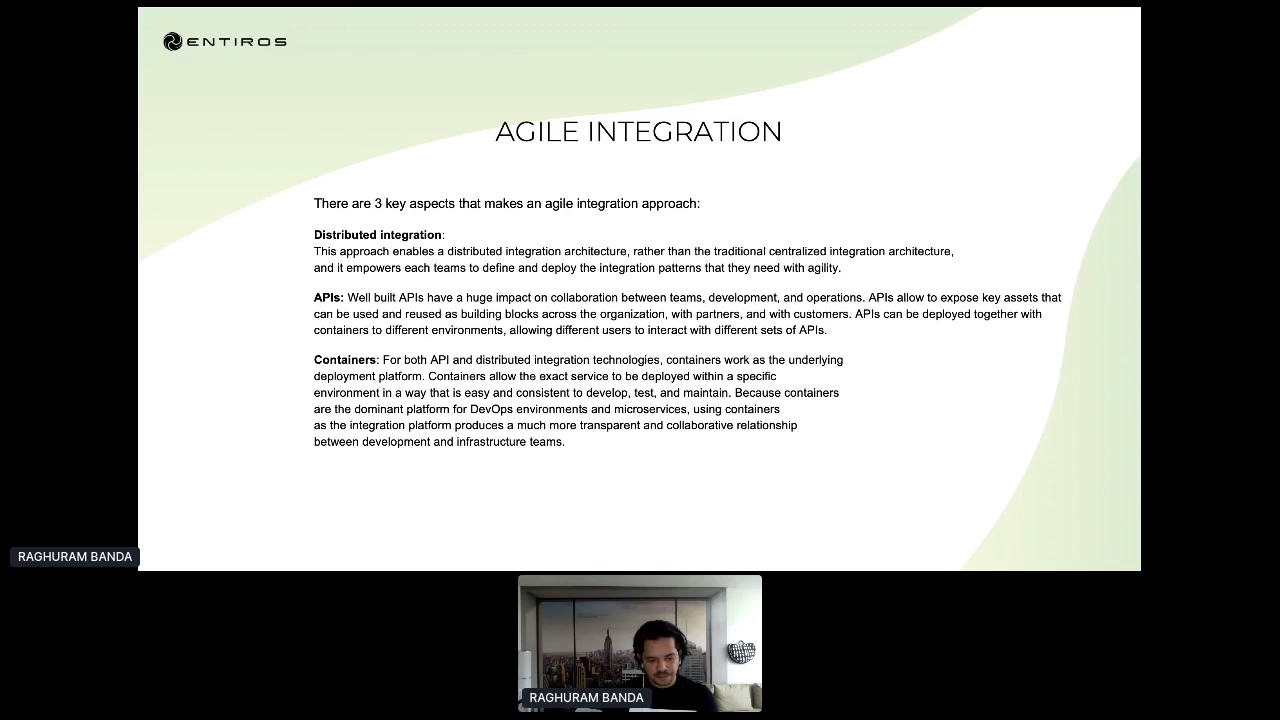 ENTIROS
AGILE INTEGRATION
There are 3 key aspects that makes an agile integration approach:
Distributed integration:
This approach enables a distributed integration architecture, rather than the traditional centralized integration architecture,
and it empowers each teams to define and deploy the integration patterns that they need with agility.
APIs: Well built APIs have a huge impact on collaboration between teams, development, and operations. APIs allow to expose key assets that
can be used and reused as building blocks across the organization, with partners, and with customers. APIs can be deployed together with
containers to different environments, allowing different users to interact with different sets of APIs.
Containers: For both API and distributed integration technologies, containers work as the underlying
deployment platform. Containers allow the exact service to be deployed within a specific
environment in a way that is easy and consistent to develop, test, and maintain. Because containers
are the dominant platform for DevOps environments and microservices, using containers
as the integration platform produces a much more transparent and collaborative relationship
between development and infrastructure teams.
RAGHURAM BANDA
RAGHURAM BANDA